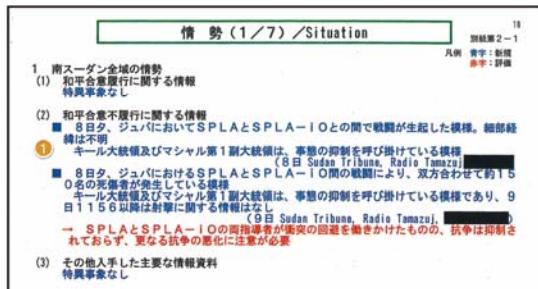 情 勢(1/7)/Situation
18
別紙第2-1
凡例 青字:新規
赤字:評価
1 南スーダン全域の情勢
(1) 和平合意履行に関する情報
特異事象なし
(2) 和平合意不履行に関する情報
■ 8日夕、ジュバにおいてSPLAとSPLA-iOとの間で戦闘が生起した模様。細部経
緯は不明
1 キール大統領及びマシャル第1副大統領は、事態の抑制を呼び掛けている模様
(8日 Sudan Tribune, Radio Tamazuj,
■ 8日夕、ジュバにおけるSPLAとSPLA-iO間の戦闘により、双方合わせて約15
0名の死傷者が発生している模様
キール大統領及びマシャル第1副大統領は、事態の抑制を呼び掛けている模様であり、9
日1156以降は射撃に関する情報はなし
(9日 Sudan Tribune, Radio Tamazuj, )
→ SPLAとSPLA-iOの両指導者が衝突の回避を働きかけたものの、抗争は抑制さ
れておらず、更なる抗争の悪化に注意が必要
(3) その他入手した主要な情報資料
特異事象なし